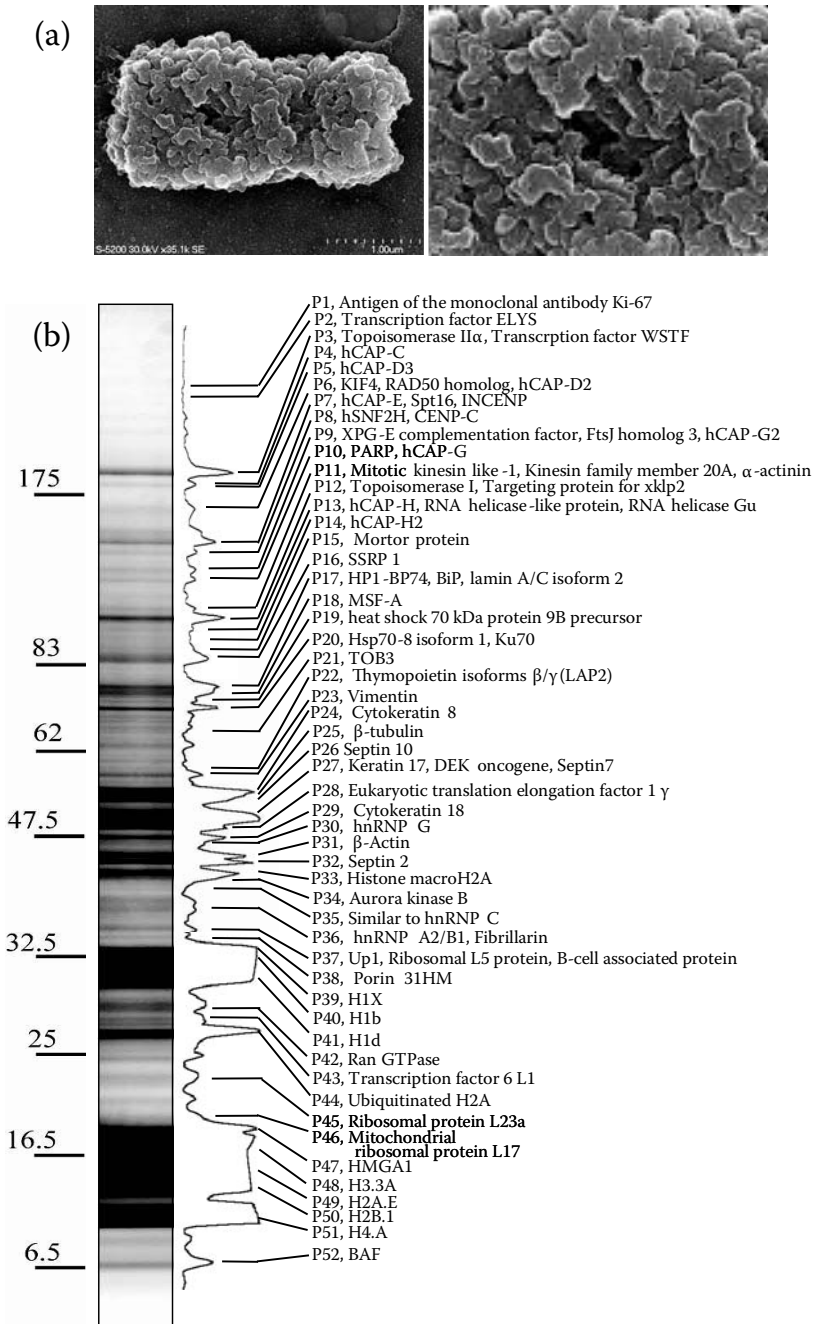 (a)
S-5200 30.0kV x35.1k SE
1.00um
(b)
P1, Antigen of the monoclonal antibody Ki-67
P2, Transcription factor ELYS
P3, Topoisomerase IIα, Transcrption factor WSTF
P4, hCAP-C
P5, hCAP-D3
P6, KIF4, RAD50 homolog, hCAP-D2
P7, hCAP-E, Spt16, INCENP
P8, hSNF2H, CENP-C
P9, XPG-E complementation factor, FtsJ homolog 3, hCAP-G2
P10, PARP, hCAP-G
P11, Mitotic kinesin like -1, Kinesin family member 20A, α-actinin
P12, Topoisomerase I, Targeting protein for xklp2
P13, hCAP-H, RNA helicase-like protein, RNA helicase Gu
P14, hCAP-H2
P15, Mortor protein
P16, SSRP 1
P17, HP1-BP74, BiP, lamin A/C isoform 2
P18, MSF-A
P19, heat shock 70 kDa protein 9B precursor
P20, Hsp70-8 isoform 1, Ku70
P21, TOB3
P22, Thymopoietin isoforms β/γ(LAP2)
P23, Vimentin
P24, Cytokeratin 8
P25, β-tubulin
P26 Septin 10
P27, Keratin 17, DEK oncogene, Septin7
P28, Eukaryotic translation elongation factor 1 γ
P29, Cytokeratin 18
P30, hnRNP G
P31, β-Actin
P32, Septin 2
P33, Histone macroH2A
P34, Aurora kinase B
P35, Similar to hnRNP C
P36, hnRNP A2/B1, Fibrillarin
P37, Up1, Ribosomal L5 protein, B-cell associated protein
P38, Porin 31HM
P39, H1X
P40, H1b
P41, H1d
P42, Ran GTPase
P43, Transcription factor 6 L1
P44, Ubiquitinated H2A
P45, Ribosomal protein L23a
P46, Mitochondrial
ribosomal protein L17
P47, HMGA1
P48, H3.3A
P49, H2A.E
P50, H2B.1
P51, H4.A
P52, BAF
175
83
62
47.5
32.5
25
16.5
6.5